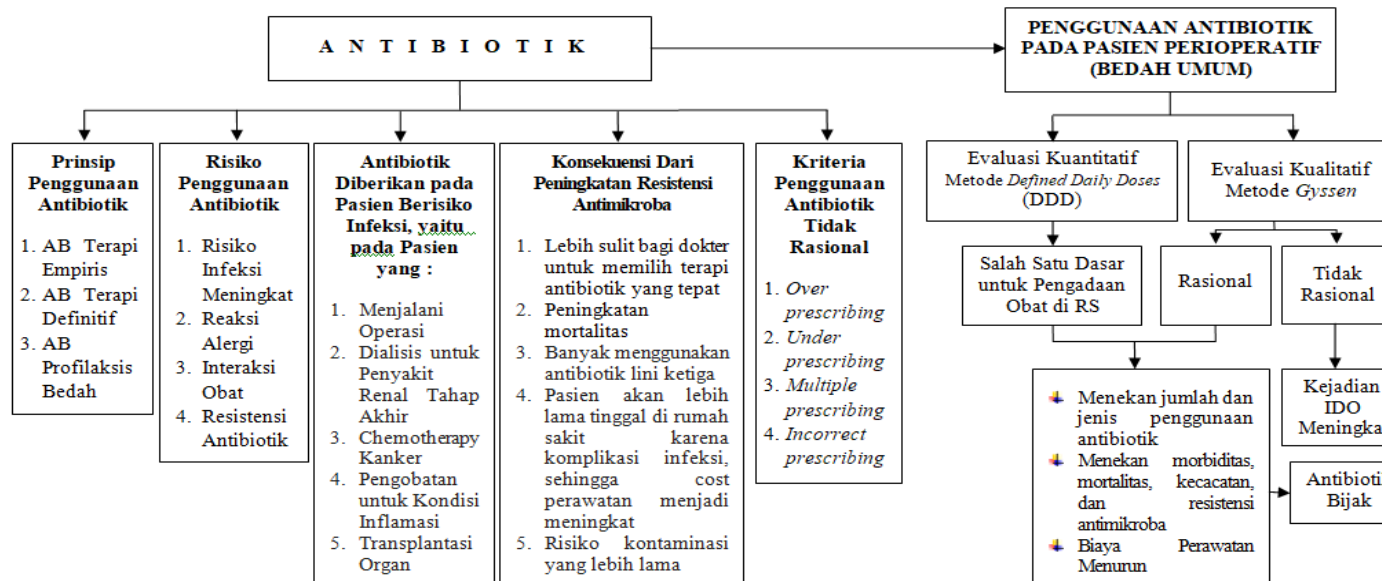 A N T I B I O T I K
PENGGUNAAN ANTIBIOTIK
PADA PASIEN PERIOPERATIF
(BEDAH UMUM)
Prinsip
Penggunaan
Antibiotik
1. AB Terapi
Empiris
2. AB Terapi
Definitif
3. AB
Profilaksis
Bedah
Risiko
Penggunaan
Antibiotik
1. Risiko
Infeksi
Meningkat
2. Reaksi
Alergi
3. Interaksi
Obat
4. Resistensi
Antibiotik
Antibiotik
Diberikan pada
Pasien Berisiko
Infeksi, yaitu
pada Pasien
yang :
1. Menjalani
Operasi
2. Dialisis untuk
Penyakit
Renal Tahap
Akhir
3. Chemotherapy
Kanker
4. Pengobatan
untuk Kondisi
Inflamasi
5. Transplantasi
Organ
Konsekuensi Dari
Peningkatan Resistensi
Antimikroba
1. Lebih sulit bagi dokter
untuk memilih terapi
antibiotik yang tepat
2. Peningkatan
mortalitas
3. Banyak menggunakan
antibiotik lini ketiga
4. Pasien akan lebih
lama tinggal di rumah
sakit karena
komplikasi infeksi,
sehingga cost
perawatan menjadi
meningkat
5. Risiko kontaminasi
yang lebih lama
Kriteria
Penggunaan
Antibiotik
Tidak
Rasional
1. Over
prescribing
2. Under
prescribing
3. Multiple
prescribing
4. Incorrect
prescribing
Evaluasi Kuantitatif
Metode Defined Daily Doses
(DDD)
Evaluasi Kualitatif
Metode Gyssen
Salah Satu Dasar
untuk Pengadaan
Obat di RS
Rasional
Tidak
Rasional
Menekan jumlah dan
jenis penggunaan
antibiotik
Menekan morbiditas,
mortalitas, kecacatan,
dan resistensi
antimikroba
Biaya Perawatan
Menurun
Kejadian
IDO
Meningka
Antibioti
Bijak